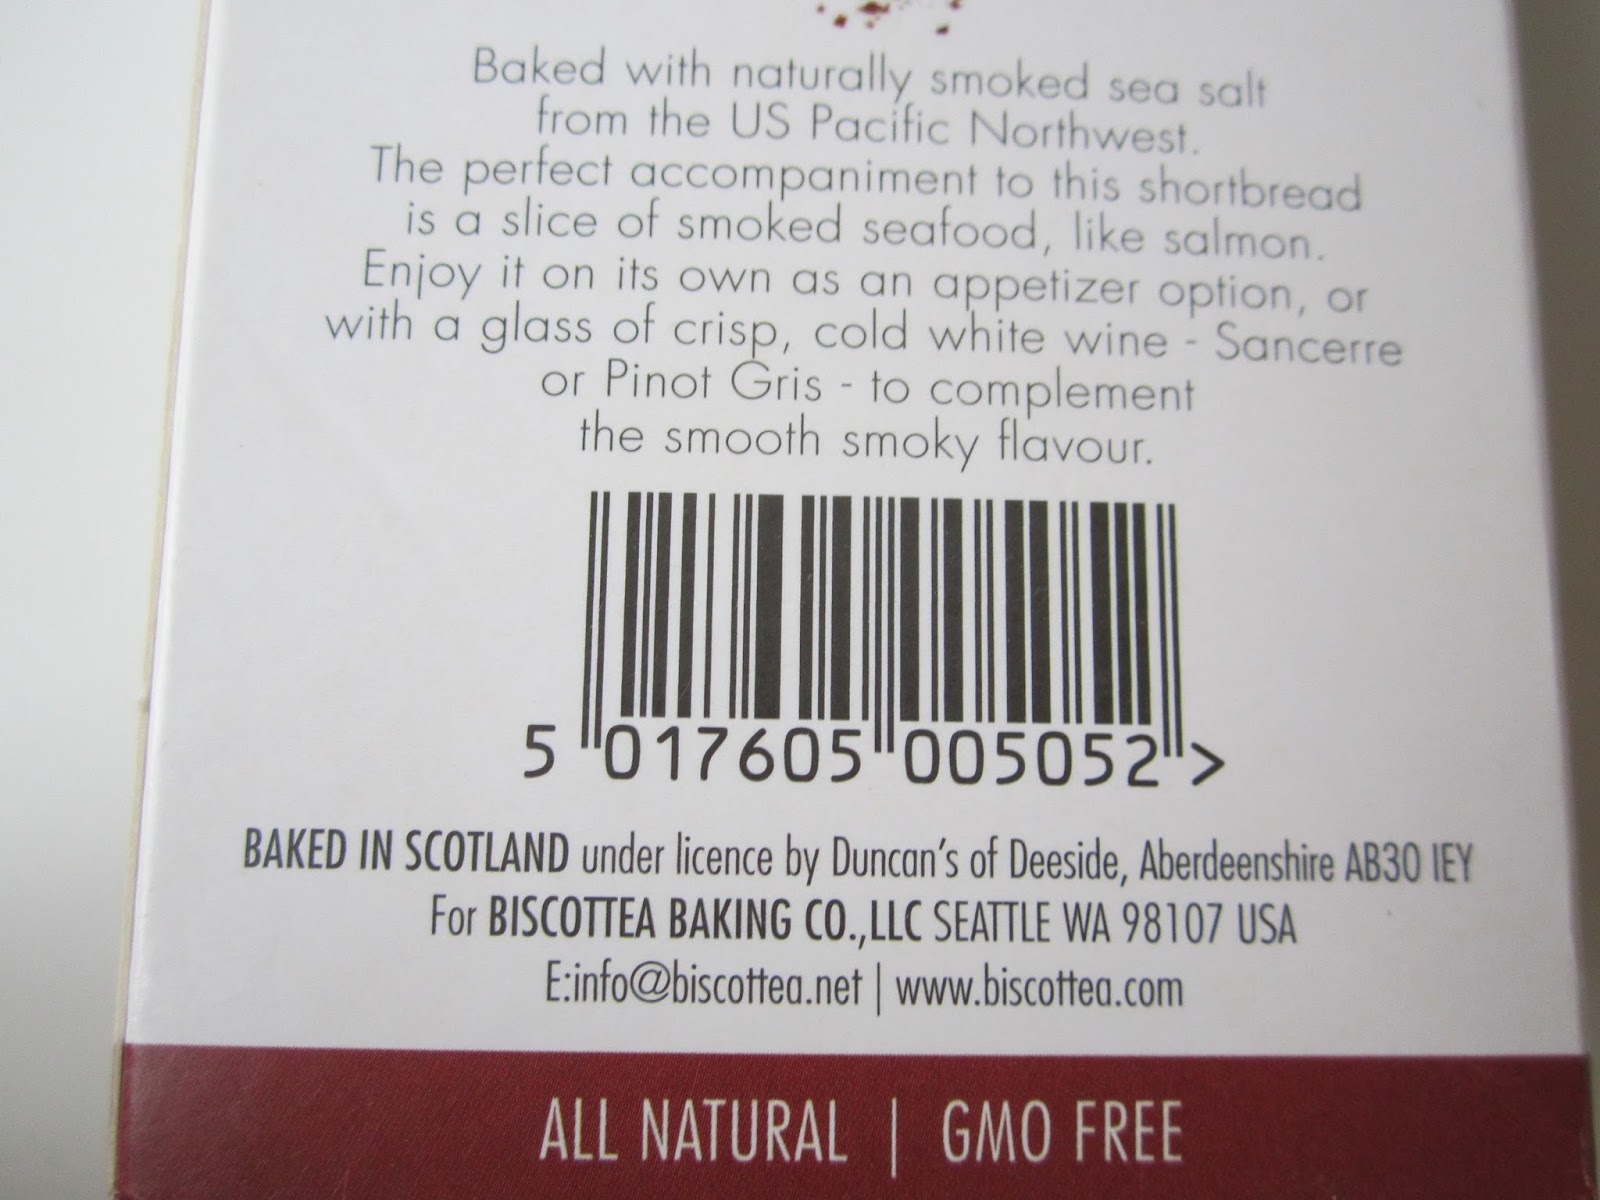 Baked with naturally smoked sea salt
from the US Pacific Northwest.
The perfect accompaniment to this shortbread
is a slice of smoked seafood, like salmon.
Enjoy it on its own as an appetizer option, or
with a glass of crisp, cold white wine - Sancerre
or Pinot Gris - to complement
the smooth smoky flavour.
5 017605 005052 >
BAKED IN SCOTLAND under licence by Duncan's of Deeside, Aberdeenshire AB30 IEY
For BISCOTTEA BAKING CO.,LLC SEATTLE WA 98107 USA
E:info@biscottea.net | www.biscottea.com
ALL NATURAL | GMO FREE